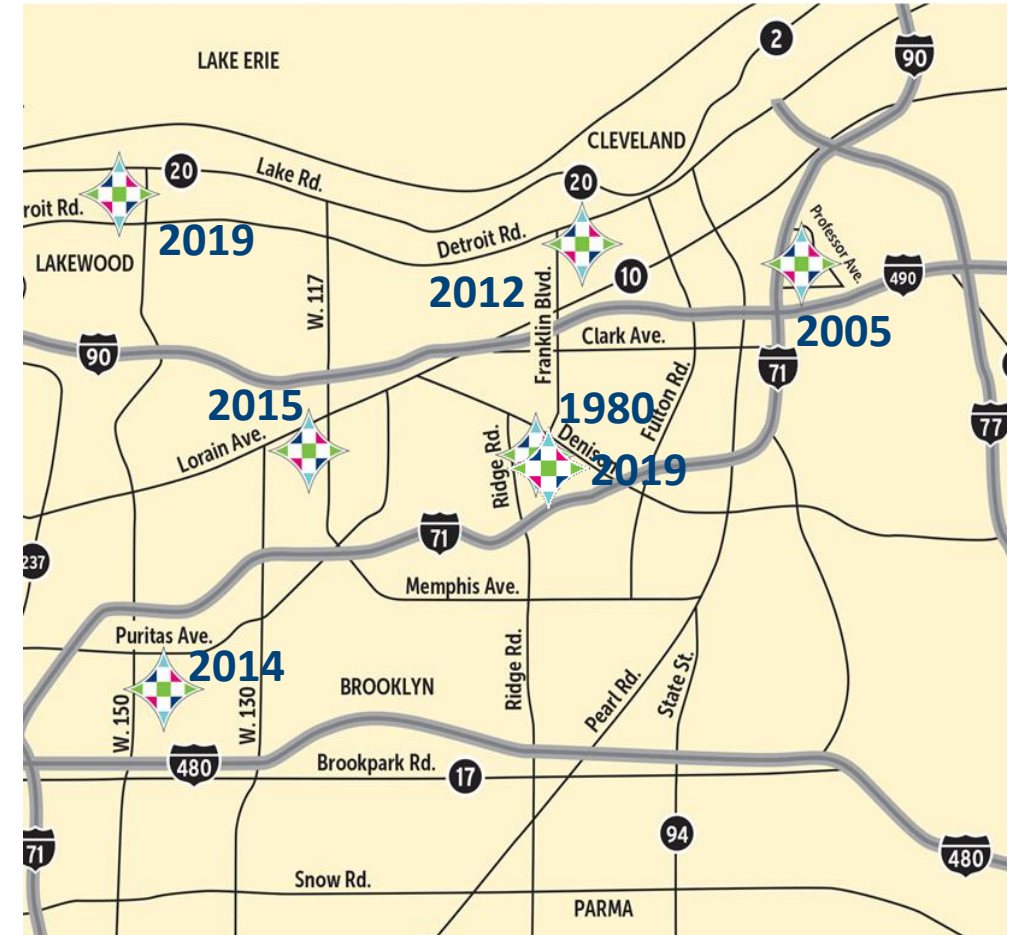 LAKE ERIE
2
90
CLEVELAND
20
Lake Rd.
20
roit Rd.
2019
Detroit Rd.
Professor Ave.
LAKEWOOD
2012
10
490
W. 117
Franklin Blvd.
2005
Clark Ave.
90
71
2015
1980
Fulton Rd.
77
Lorain Ave.
Ridge Rd.
Denison
2019
71
237
Memphis Ave.
Puritas Ave.
2014
BROOKLYN
Ridge Rd.
Pearl Rd.
State St.
W. 150
W. 130
480
Brookpark Rd.
17
94
71
480
Snow Rd.
PARMA